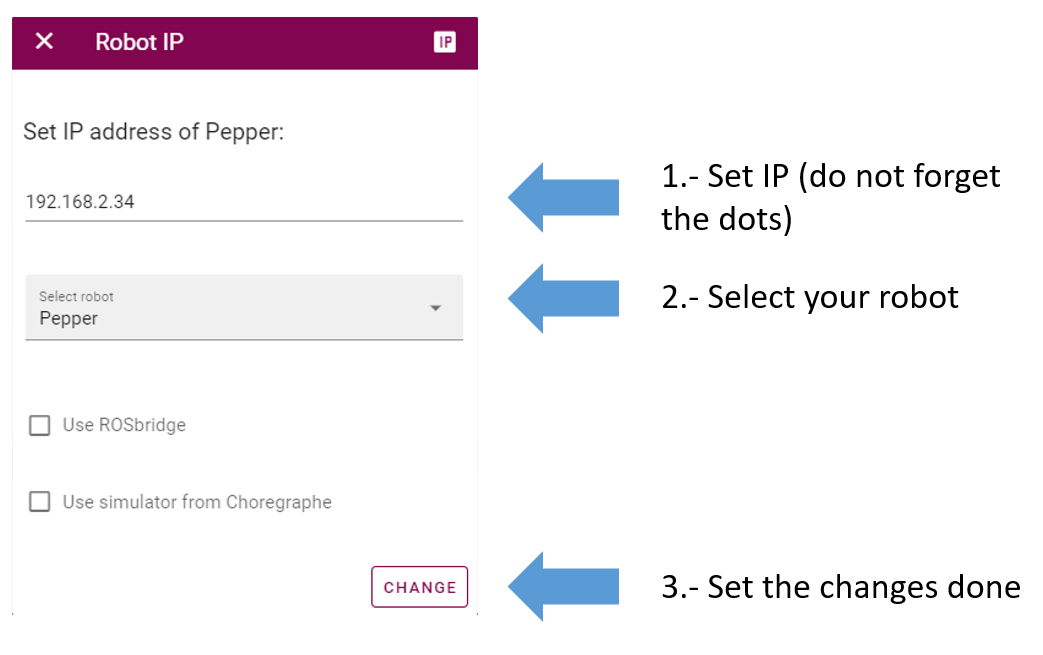 Robot IP
IP
Set IP address of Pepper:
192.168.2.34
1.- Set IP (do not forget
the dots)
Select robot
Pepper
2.- Select your robot
Use ROSbridge
Use simulator from Choregraphe
CHANGE
3.- Set the changes done